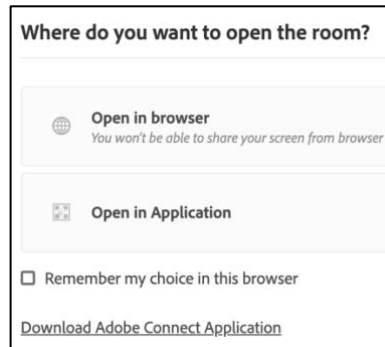 Where do you want to open the room?
Open in browser
You won't be able to share your screen from browser
Open in Application
Remember my choice in this browser
Download Adobe Connect Application